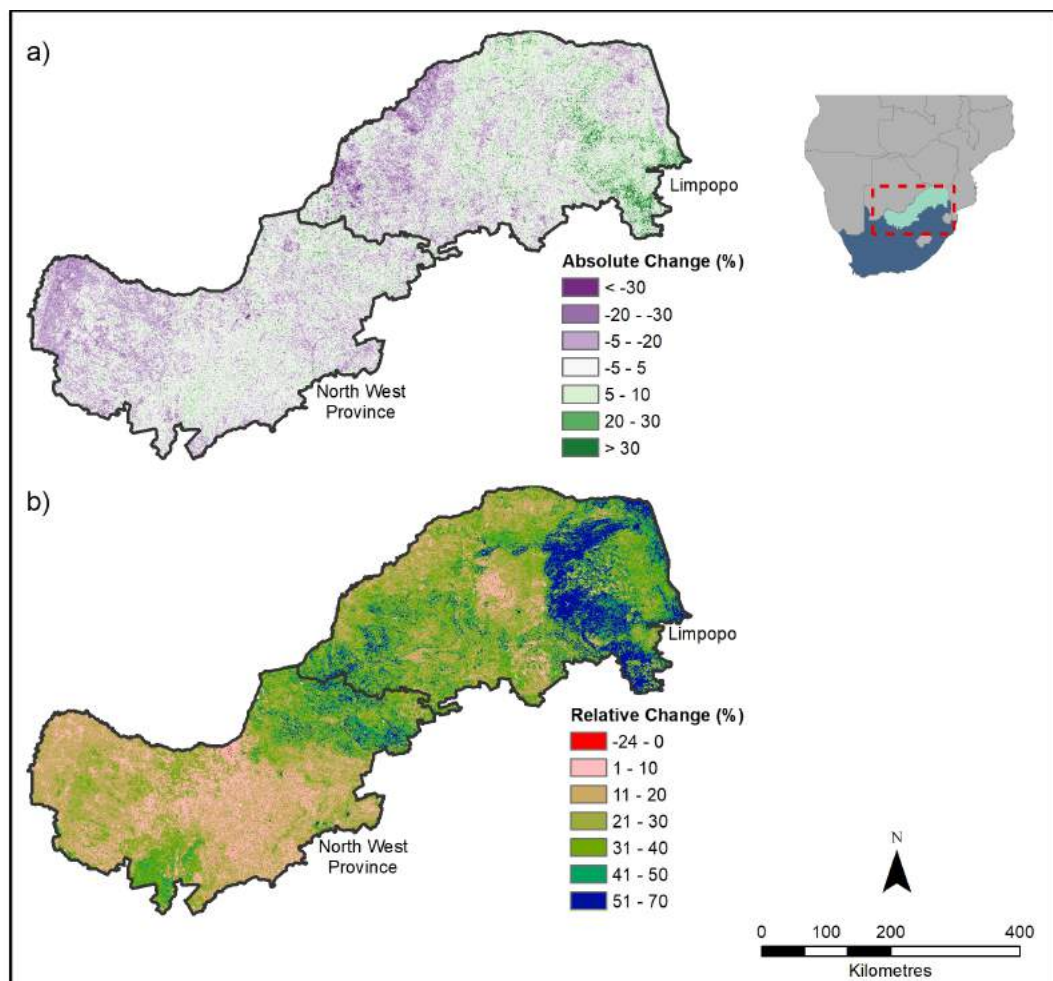 a)
Limpopo
Absolute Change (%)
< -30
-20 - -30
-5 - -20
-5 - 5
5 - 10
20 - 30
> 30
North West
Province
b)
Limpopo
Relative Change (%)
-24 - 0
1 - 10
11 - 20
21 - 30
31 - 40
41 - 50
51 - 70
North West
Province
N
0 100 200 400
Kilometres